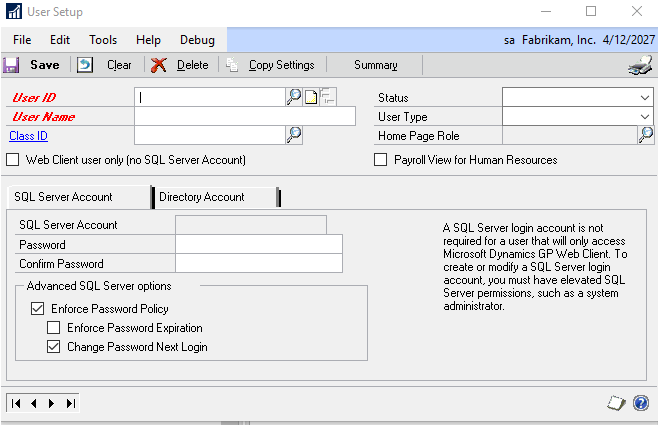 User Setup
File Edit Tools Help Debug sa Fabrikam, Inc. 4/12/2027
Save Clear Delete Copy Settings Summary
User ID Status
User Name User Type
Class ID Home Page Role
Web Client user only (no SQL Server Account) Payroll View for Human Resources
SQL Server Account Directory Account
SQL Server Account
Password
Confirm Password
A SQL Server login account is not
required for a user that will only access
Microsoft Dynamics GP Web Client. To
create or modify a SQL Server login
account, you must have elevated SQL
Server permissions, such as a system
administrator.
Advanced SQL Server options
Enforce Password Policy
Enforce Password Expiration
Change Password Next Login